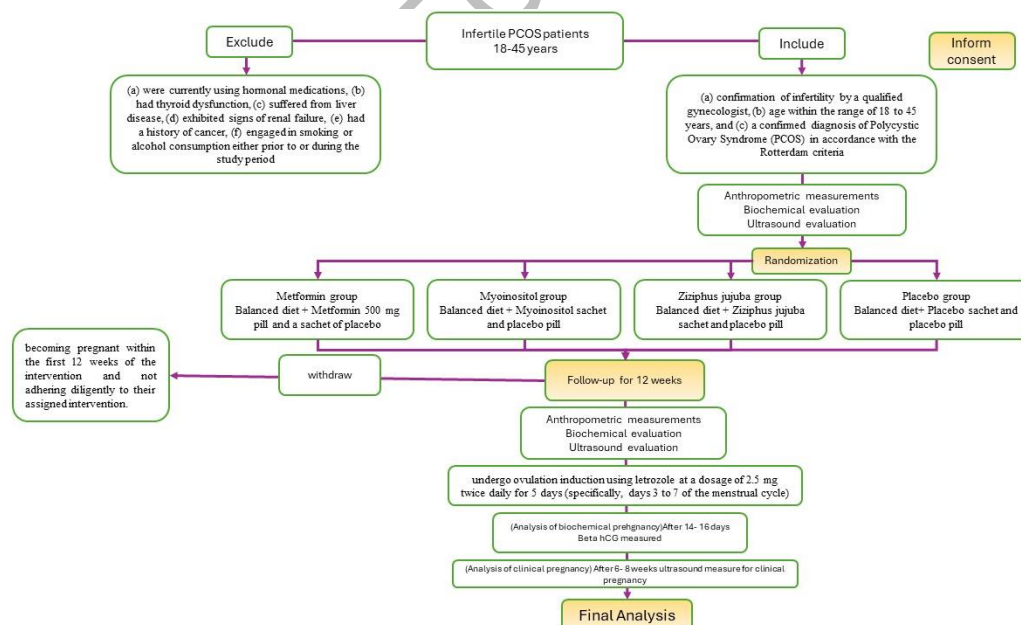 Infertile PCOS patients
18-45 years
Exclude
Include
Inform
consent
(a) were currently using hormonal medications, (b)
had thyroid dysfunction, (c) suffered from liver
disease, (d) exhibited signs of renal failure, (e) had
a history of cancer, (f) engaged in smoking or
alcohol consumption either prior to or during the
study period
(a) confirmation of infertility by a qualified
gynecologist, (b) age within the range of 18 to 45
years, and (c) a confirmed diagnosis of Polycystic
Ovary Syndrome (PCOS) in accordance with the
Rotterdam criteria
Anthropometric measurements
Biochemical evaluation
Ultrasound evaluation
Randomization
Metformin group
Balanced diet + Metformin 500 mg
pill and a sachet of placebo
Myoinositol group
Balanced diet + Myoinositol sachet
and placebo pill
Ziziphus jujuba group
Balanced diet + Ziziphus jujuba
sachet and placebo pill
Placebo group
Balanced diet+ Placebo sachet and
placebo pill
becoming pregnant within
the first 12 weeks of the
intervention and not
adhering diligently to their
assigned intervention.
withdraw
Follow-up for 12 weeks
Anthropometric measurements
Biochemical evaluation
Ultrasound evaluation
undergo ovulation induction using letrozole at a dosage of 2.5 mg
twice daily for 5 days (specifically, days 3 to 7 of the menstrual cycle)
(Analysis of biochemical prehgnancy)After 14- 16 days
Beta hCG measured
(Analysis of clinical pregnancy) After 6- 8 weeks ultrasound measure for clinical
pregnancy
Final Analysis